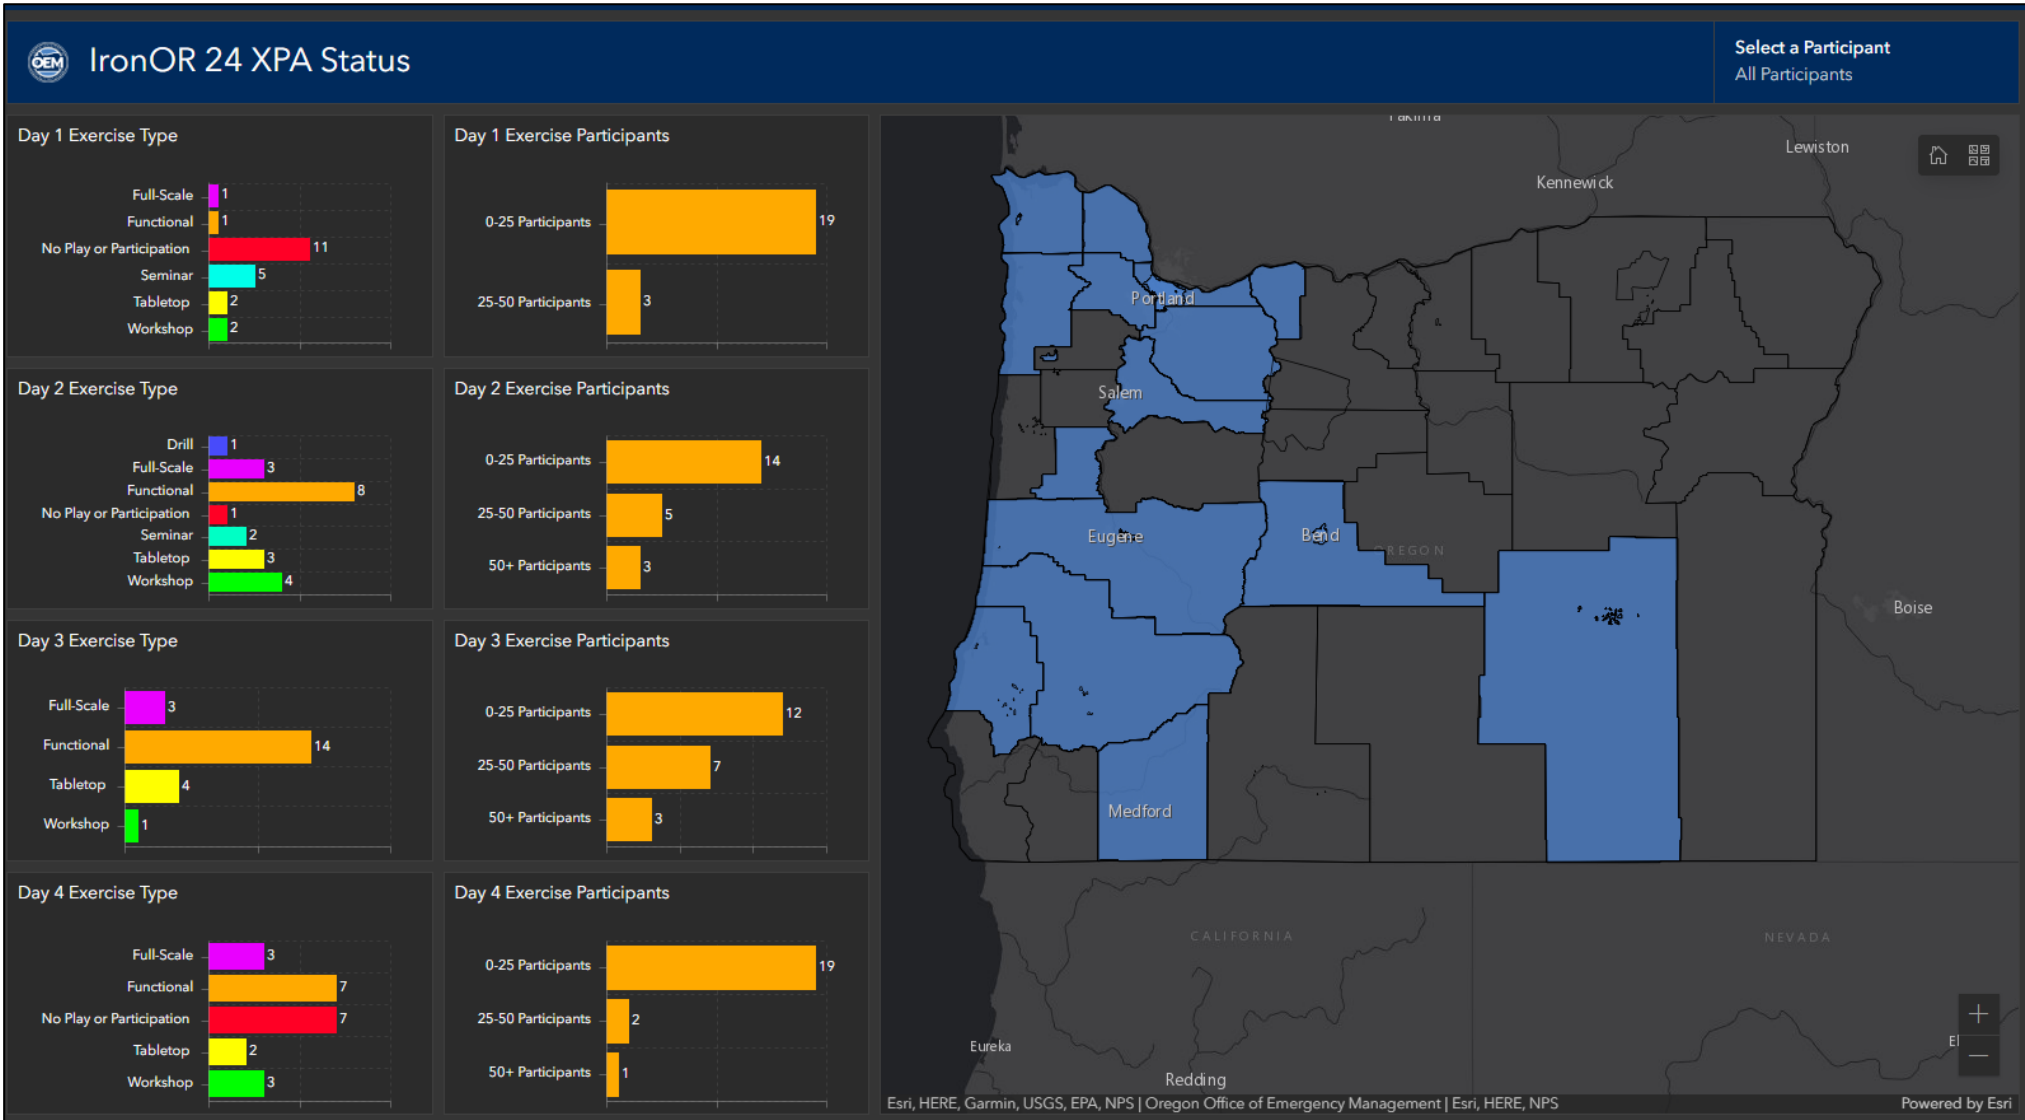 OEM
IronOR 24 XPA Status
Select a Participant
All Participants
Day 1 Exercise Type
Full-Scale 1
Functional 1
No Play or Participation 11
Seminar 5
Tabletop 2
Workshop 2
Day 1 Exercise Participants
0-25 Participants 19
25-50 Participants 3
Day 2 Exercise Type
Drill 1
Full-Scale 3
Functional 8
No Play or Participation 1
Seminar 2
Tabletop 3
Workshop 4
Day 2 Exercise Participants
0-25 Participants 14
25-50 Participants 5
50+ Participants 3
Day 3 Exercise Type
Full-Scale 3
Functional 14
Tabletop 4
Workshop 1
Day 3 Exercise Participants
0-25 Participants 12
25-50 Participants 7
50+ Participants 3
Day 4 Exercise Type
Full-Scale 3
Functional 7
No Play or Participation 7
Tabletop 2
Workshop 3
Day 4 Exercise Participants
0-25 Participants 19
25-50 Participants 2
50+ Participants 1
Yakima
Lewiston
Kennewick
Portland
Salem
Eugene
Bend
OREGON
Boise
Medford
CALIFORNIA
NEVADA
Eureka
El
Redding
Esri, HERE, Garmin, USGS, EPA, NPS | Oregon Office of Emergency Management | Esri, HERE, NPS
Powered by Esri